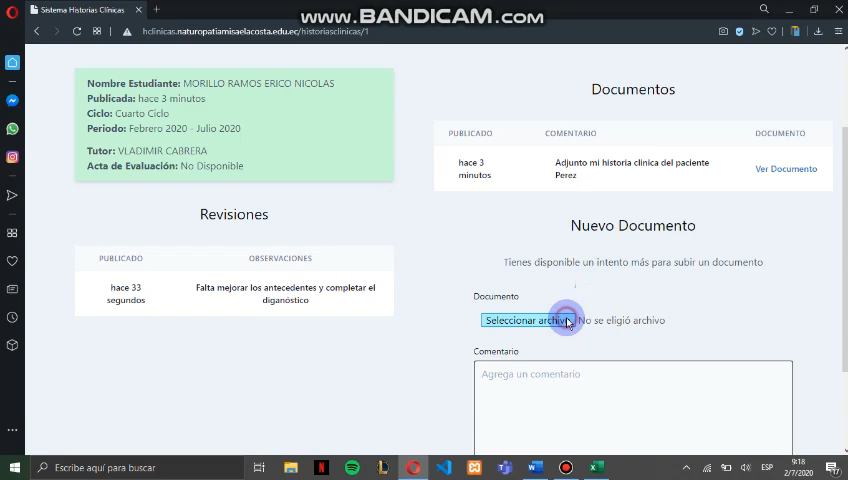 Sistema Historias Clínicas
www.BANDICAM.com
hclinicas.naturopatiamisaelacosta.edu.ec/historiasclinicas/1
Nombre Estudiante: MORILLO RAMOS ERICO NICOLAS
Publicada: hace 3 minutos
Ciclo: Cuarto Ciclo
Periodo: Febrero 2020 - Julio 2020
Tutor: VLADIMIR CABRERA
Acta de Evaluación: No Disponible
Revisiones
PUBLICADO OBSERVACIONES
hace 33 segundos
Falta mejorar los antecedentes y completar el
diganóstico
Documentos
PUBLICADO COMENTARIO DOCUMENTO
hace 3 minutos
Adjunto mi historia clinica del paciente
Perez
Ver Documento
Nuevo Documento
Tienes disponible un intento más para subir un documento
Documento
Seleccionar archivo No se eligió archivo
Comentario
Agrega un comentario
Escribe aquí para buscar
ESP
9:18
2/7/2020
17